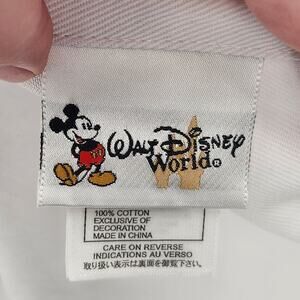 WALT DISNEY
World®
100% COTTON
EXCLUSIVE OF
DECORATION
MADE IN CHINA
CARE ON REVERSE
INDICATIONS AU VERSO
取り扱い表示は裏面を御覧下さい。